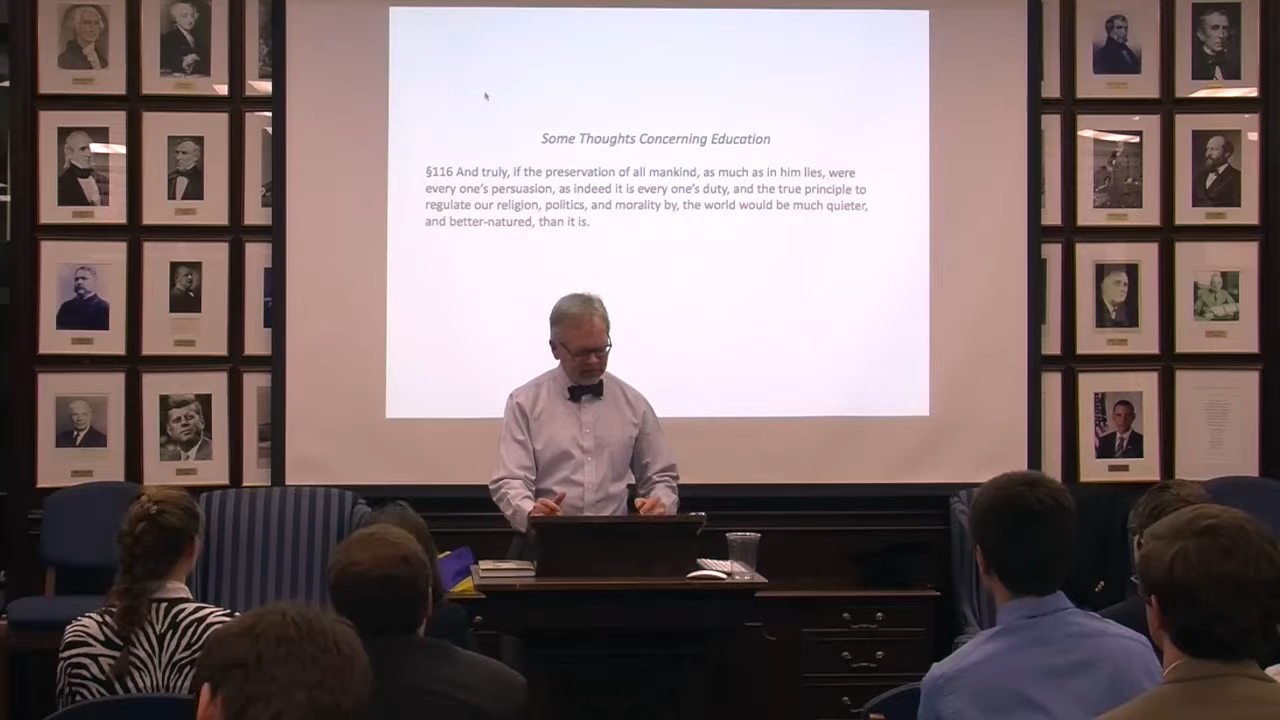 Some Thoughts Concerning Education
§116 And truly, if the preservation of all mankind, as much as in him lies, were
every one's persuasion, as indeed it is every one's duty, and the true principle to
regulate our religion, politics, and morality by, the world would be much quieter,
and better-natured, than it is.